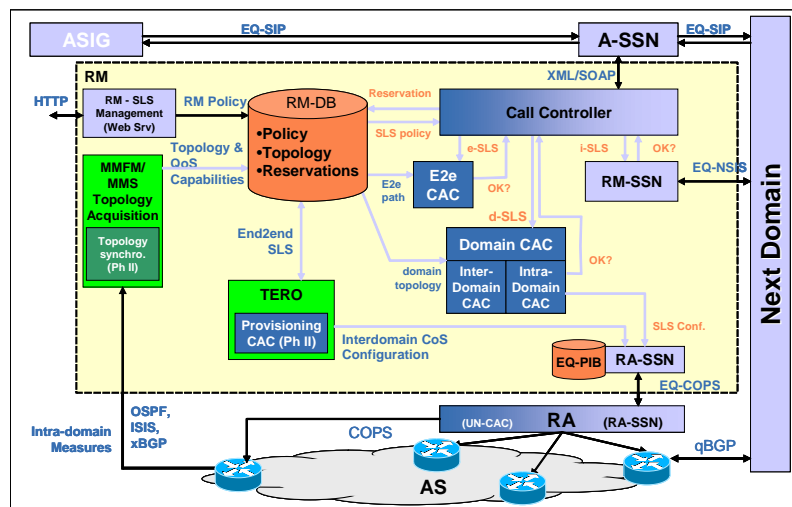 ASIG
EQ-SIP
A-SSN
EQ-SIP
RM
XML/SOAP
HTTP
RM - SLS
Management
(Web Srv)
RM Policy
RM-DB
•Policy
•Topology
•Reservations
Reservation
SLS policy
Call Controller
Topology &
QoS
Capabilities
MMFM/
MMS
Topology
Acquisition
Topology
synchro.
(Ph II)
E2e
path
e-SLS
E2e
CAC
OK?
i-SLS
OK?
RM-SSN
EQ-NSIS
d-SLS
End2end
SLS
domain
topology
Domain CAC
Inter-
Domain
CAC
Intra-
Domain
CAC
OK?
TERO
Provisioning
CAC (Ph II)
Interdomain CoS
Configuration
SLS Conf.
EQ-PIB
RA-SSN
EQ-COPS
Next Domain
Intra-domain
Measures
OSPF,
ISIS,
xBGP
COPS
(UN-CAC)
RA
(RA-SSN)
qBGP
AS